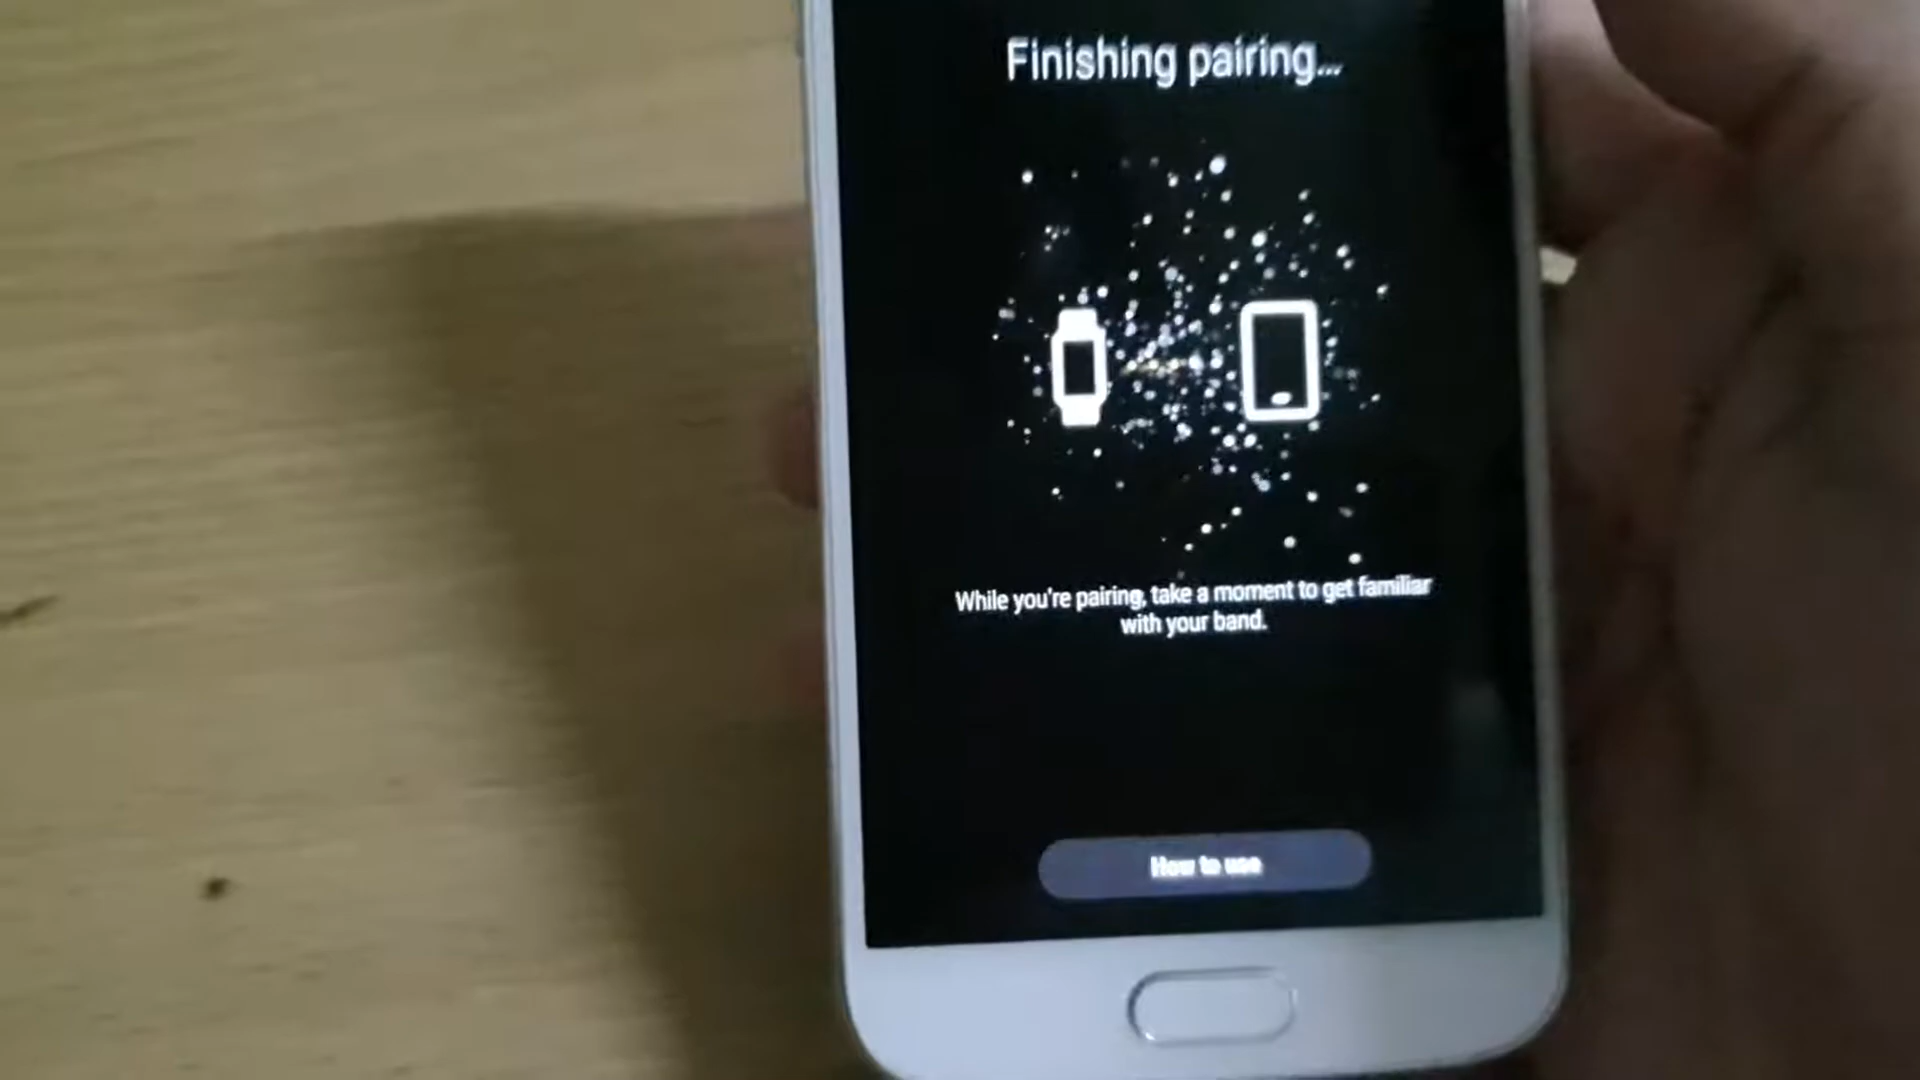 Finishing pairing...
While you're pairing, take a moment to get familiar
with your band.
How to use